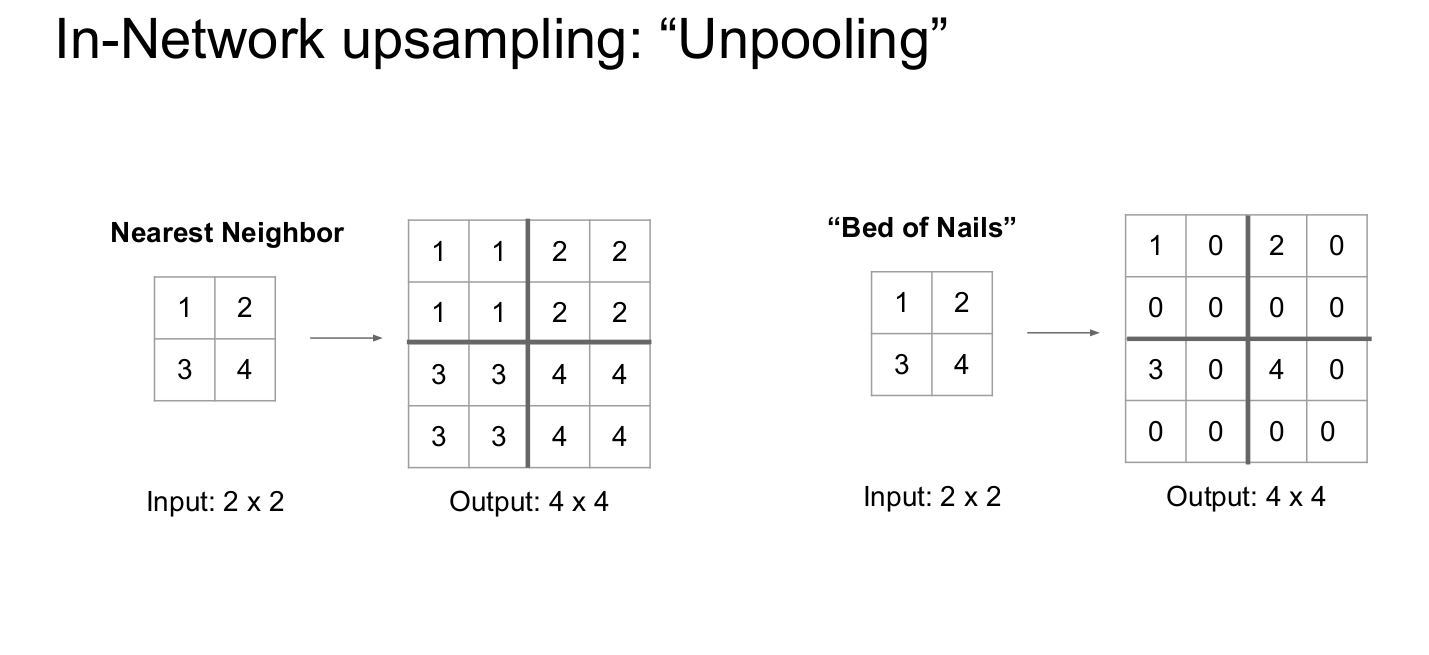 In-Network upsampling: “Unpooling”
Nearest Neighbor
1 2
3 4
Input: 2 x 2
1 1 2 2
1 1 2 2
3 3 4 4
3 3 4 4
Output: 4 x 4
“Bed of Nails”
1 2
3 4
Input: 2 x 2
1 0 2 0
0 0 0 0
3 0 4 0
0 0 0 0
Output: 4 x 4